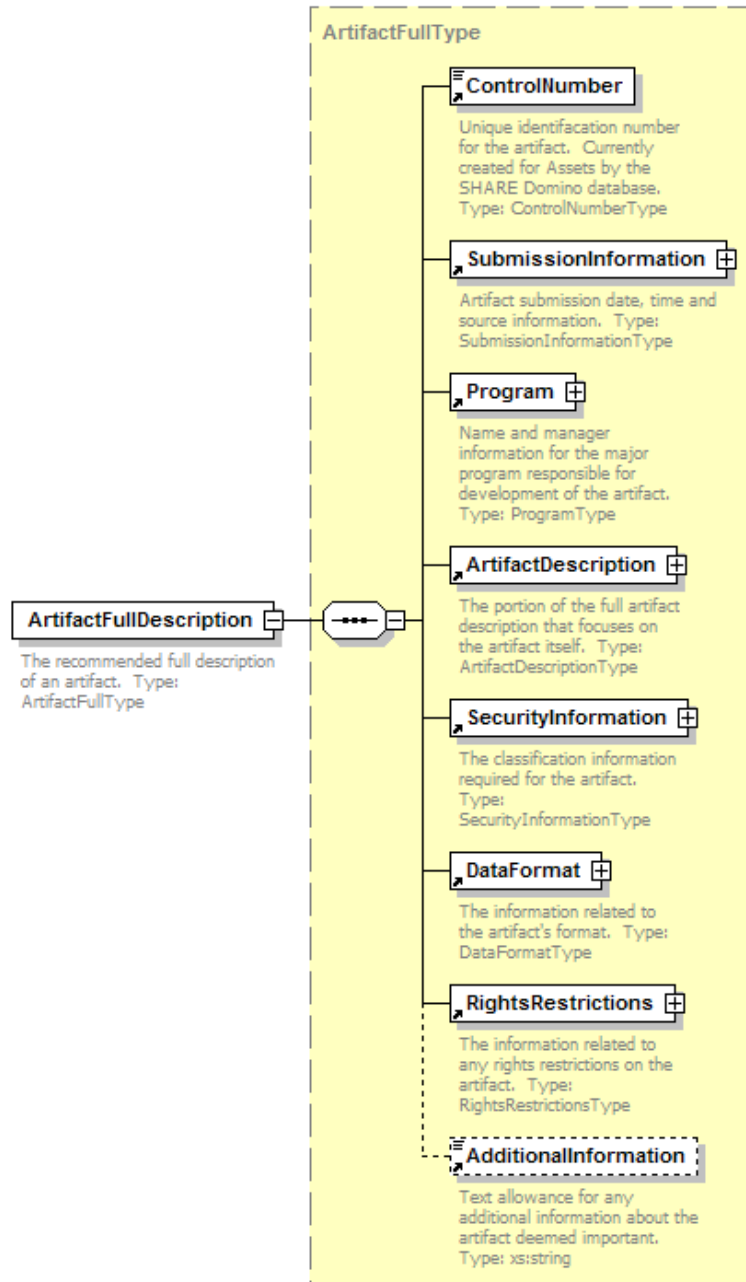 ArtifactFullType
ControlNumber
Unique identifacation number
for the artifact.  Currently
created for Assets by the
SHARE Domino database.
Type: ControlNumberType
SubmissionInformation
Artifact submission date, time and
source information.  Type:
SubmissionInformationType
Program
Name and manager
information for the major
program responsible for
development of the artifact.
Type: ProgramType
ArtifactDescription
The portion of the full artifact
description that focuses on
the artifact itself.  Type:
ArtifactDescriptionType
ArtifactFullDescription
The recommended full description
of an artifact.  Type:
ArtifactFullType
SecurityInformation
The classification information
required for the artifact.
Type:
SecurityInformationType
DataFormat
The information related to
the artifact's format.  Type:
DataFormatType
RightsRestrictions
The information related to
any rights restrictions on the
artifact.  Type:
RightsRestrictionsType
AdditionalInformation
Text allowance for any
additional information about the
artifact deemed important.
Type: xs:string